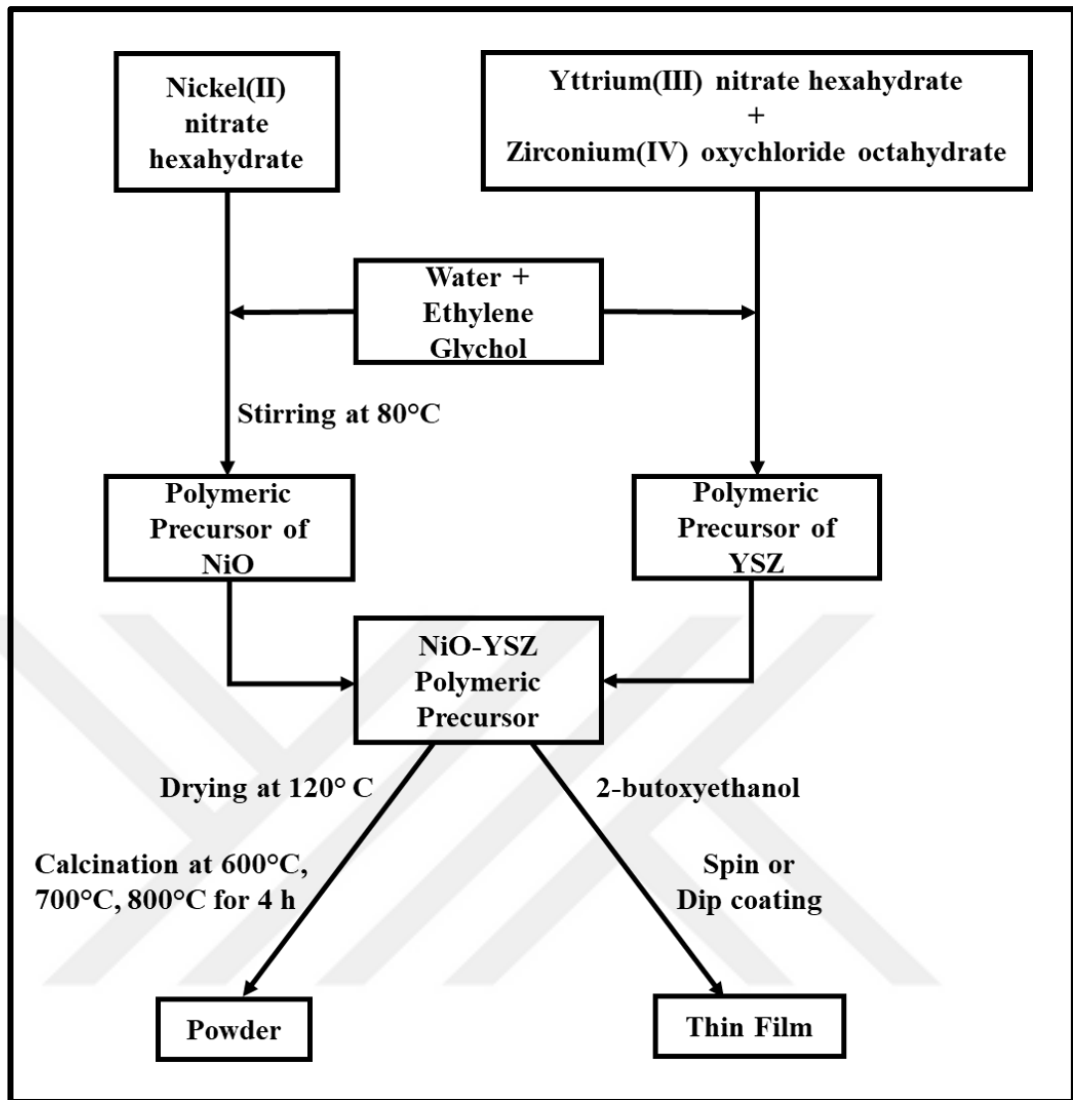 Nickel(II)
nitrate
hexahydrate
Yttrium(III) nitrate hexahydrate
+
Zirconium(IV) oxychloride octahydrate
Water +
Ethylene
Glychol
Stirring at 80°C
Polymeric
Precursor of
NiO
Polymeric
Precursor of
YSZ
NiO-YSZ
Polymeric
Precursor
Drying at 120° C
2-butoxyethanol
Calcination at 600°C,
700°C, 800°C for 4 h
Spin or
Dip coating
Powder
Thin Film